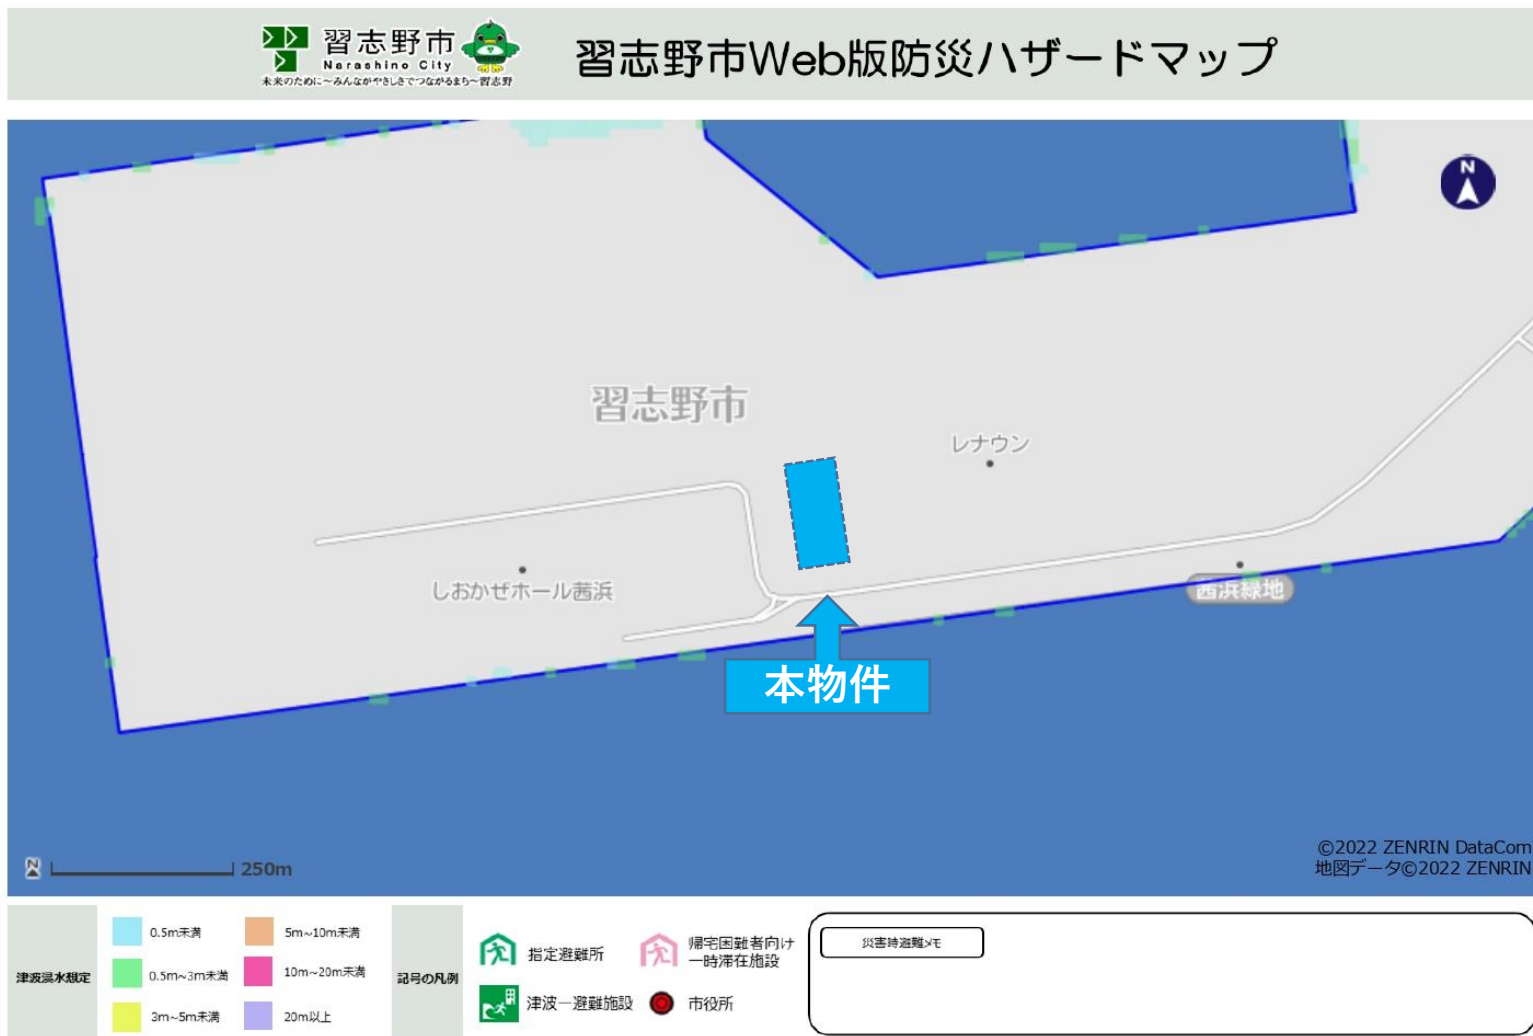 習志野市
Narashino City
未来のために～みんながやさしさでつながるまち～習志野
習志野市Web版防災ハザードマップ
N
習志野市
レナウン
しおかぜホール茜浜
茜浜緑地
本物件
N
250m
©2022 ZENRIN DataCom
地図データ©2022 ZENRIN
津波浸水想定
0.5m未満
0.5m~3m未満
3m~5m未満
5m~10m未満
10m~20m未満
20m以上
記号の凡例
指定避難所
津波一避難施設
帰宅困難者向け
一時滞在施設
市役所
災害時避難メモ